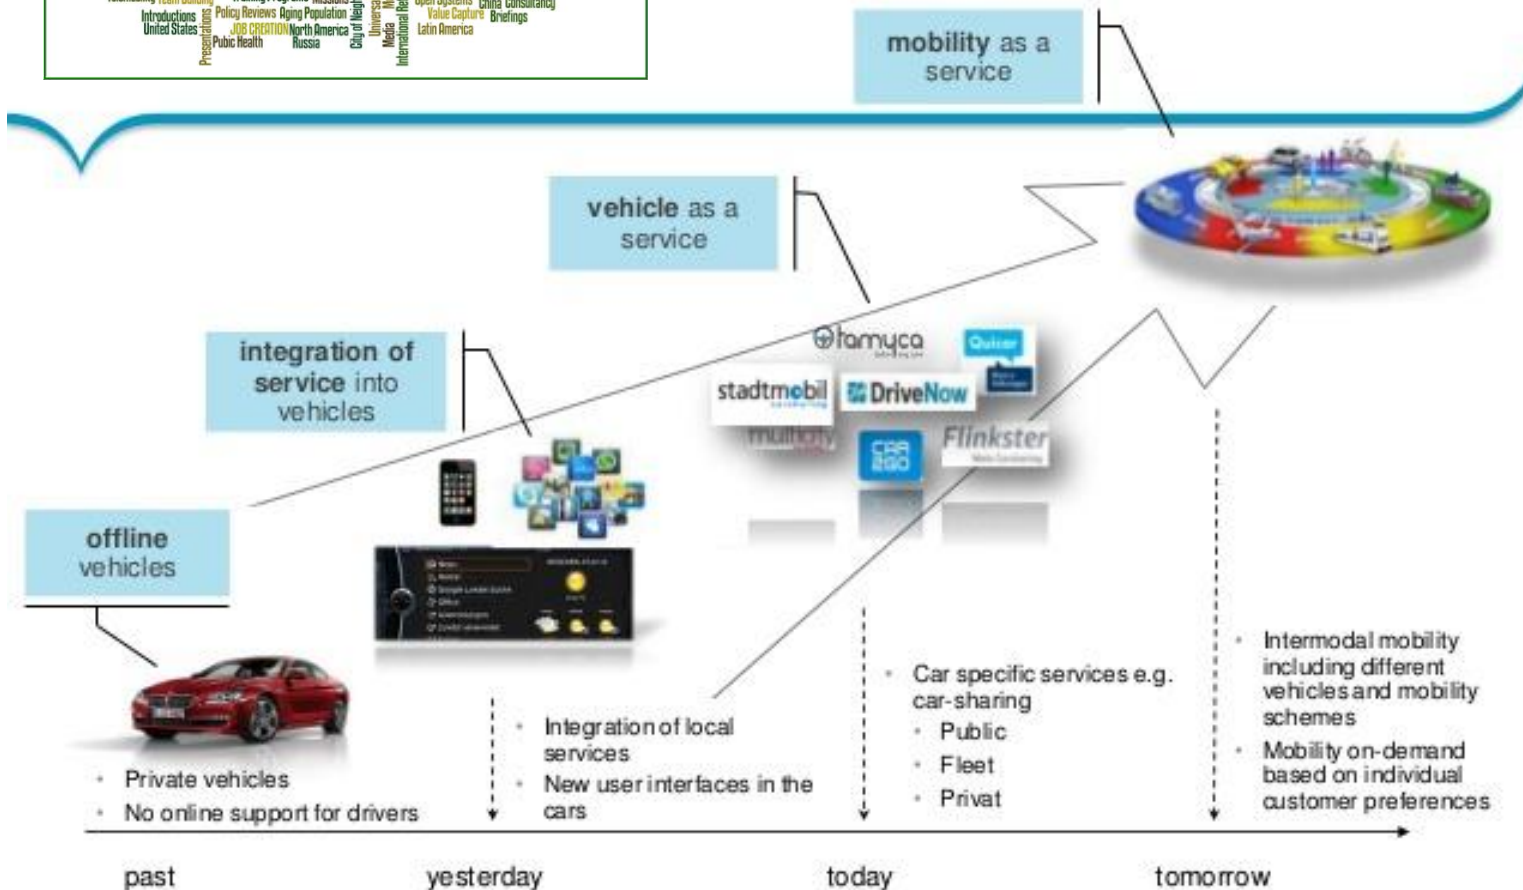 Introductions
Policy Reviews
Aging Population
Value Capture
China Consultancy
Briefings
United States
JOB CREATION
North America
Latin America
Pubic Health
Russia
Presentations
Media
mobility as a
service
vehicle as a
service
integration of
service into
vehicles
offline
vehicles
tamyca
Quicar
stadtmobil
carsharing
DriveNow
multicity
CAR
2GO
Flinkster
Private vehicles
No online support for drivers
Integration of local
services
New user interfaces in the
cars
Car specific services e.g.
car-sharing
Public
Fleet
Privat
Intermodal mobility
including different
vehicles and mobility
schemes
Mobility on-demand
based on individual
customer preferences
past
yesterday
today
tomorrow